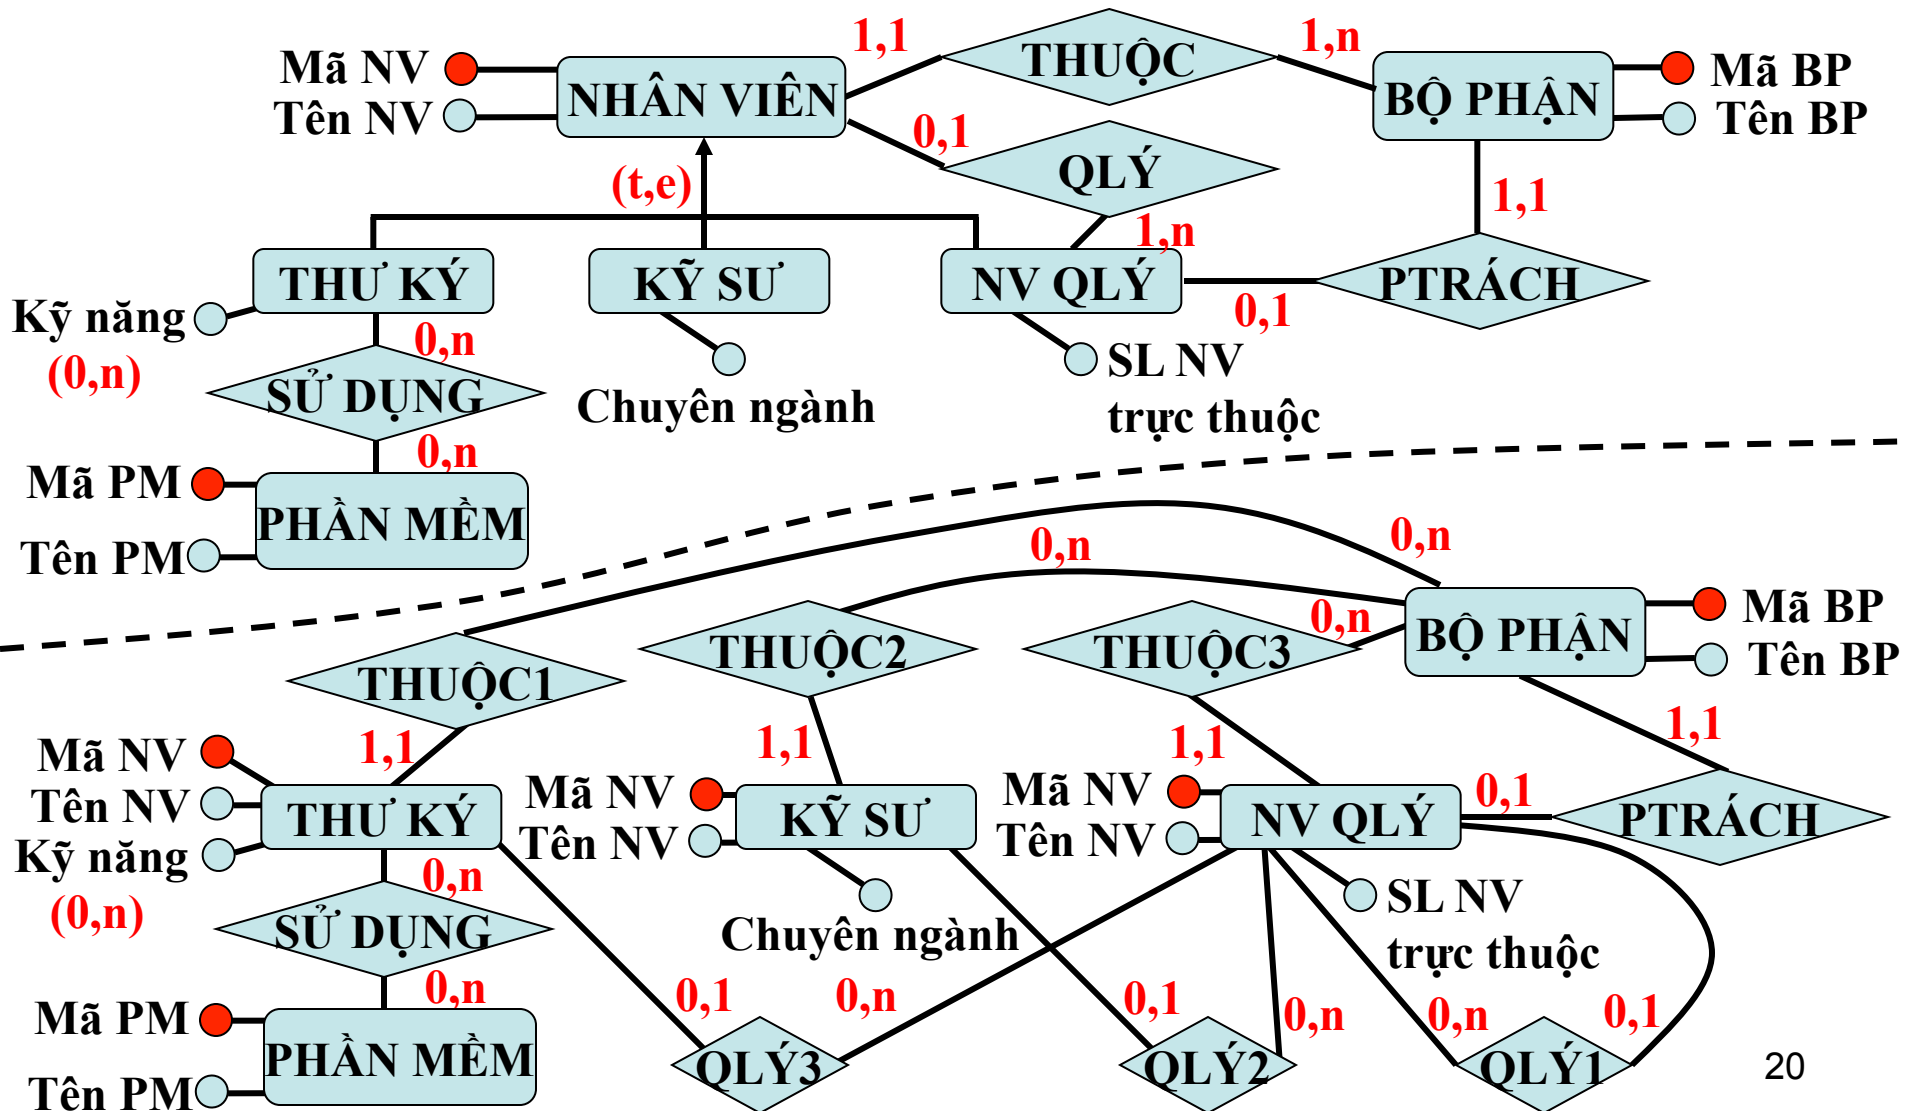 1,1
THUỘC
1,n
Mã NV
NHÂN VIÊN
BỘ PHẬN
Mã BP
Tên NV
Tên BP
0,1
QLÝ
(t,e)
1,1
1,n
THƯ KÝ
KỸ SƯ
NV QLÝ
PTRÁCH
Kỹ năng
(0,n)
0,n
0,1
SL NV
trực thuộc
SỬ DỤNG
Chuyên ngành
0,n
Mã PM
PHẦN MỀM
Tên PM
0,n
0,n
0,n
Mã BP
BỘ PHẬN
Tên BP
THUỘC1
THUỘC2
THUỘC3
1,1
1,1
1,1
1,1
Mã NV
Tên NV
Kỹ năng
(0,n)
THƯ KÝ
Mã NV
Tên NV
KỸ SƯ
Mã NV
Tên NV
NV QLÝ
0,1
PTRÁCH
0,n
SỬ DỤNG
Chuyên ngành
SL NV
trực thuộc
0,n
0,1
0,n
0,1
0,n
0,n
0,1
Mã PM
PHẦN MỀM
Tên PM
QLÝ3
QLÝ2
QLÝ1
20